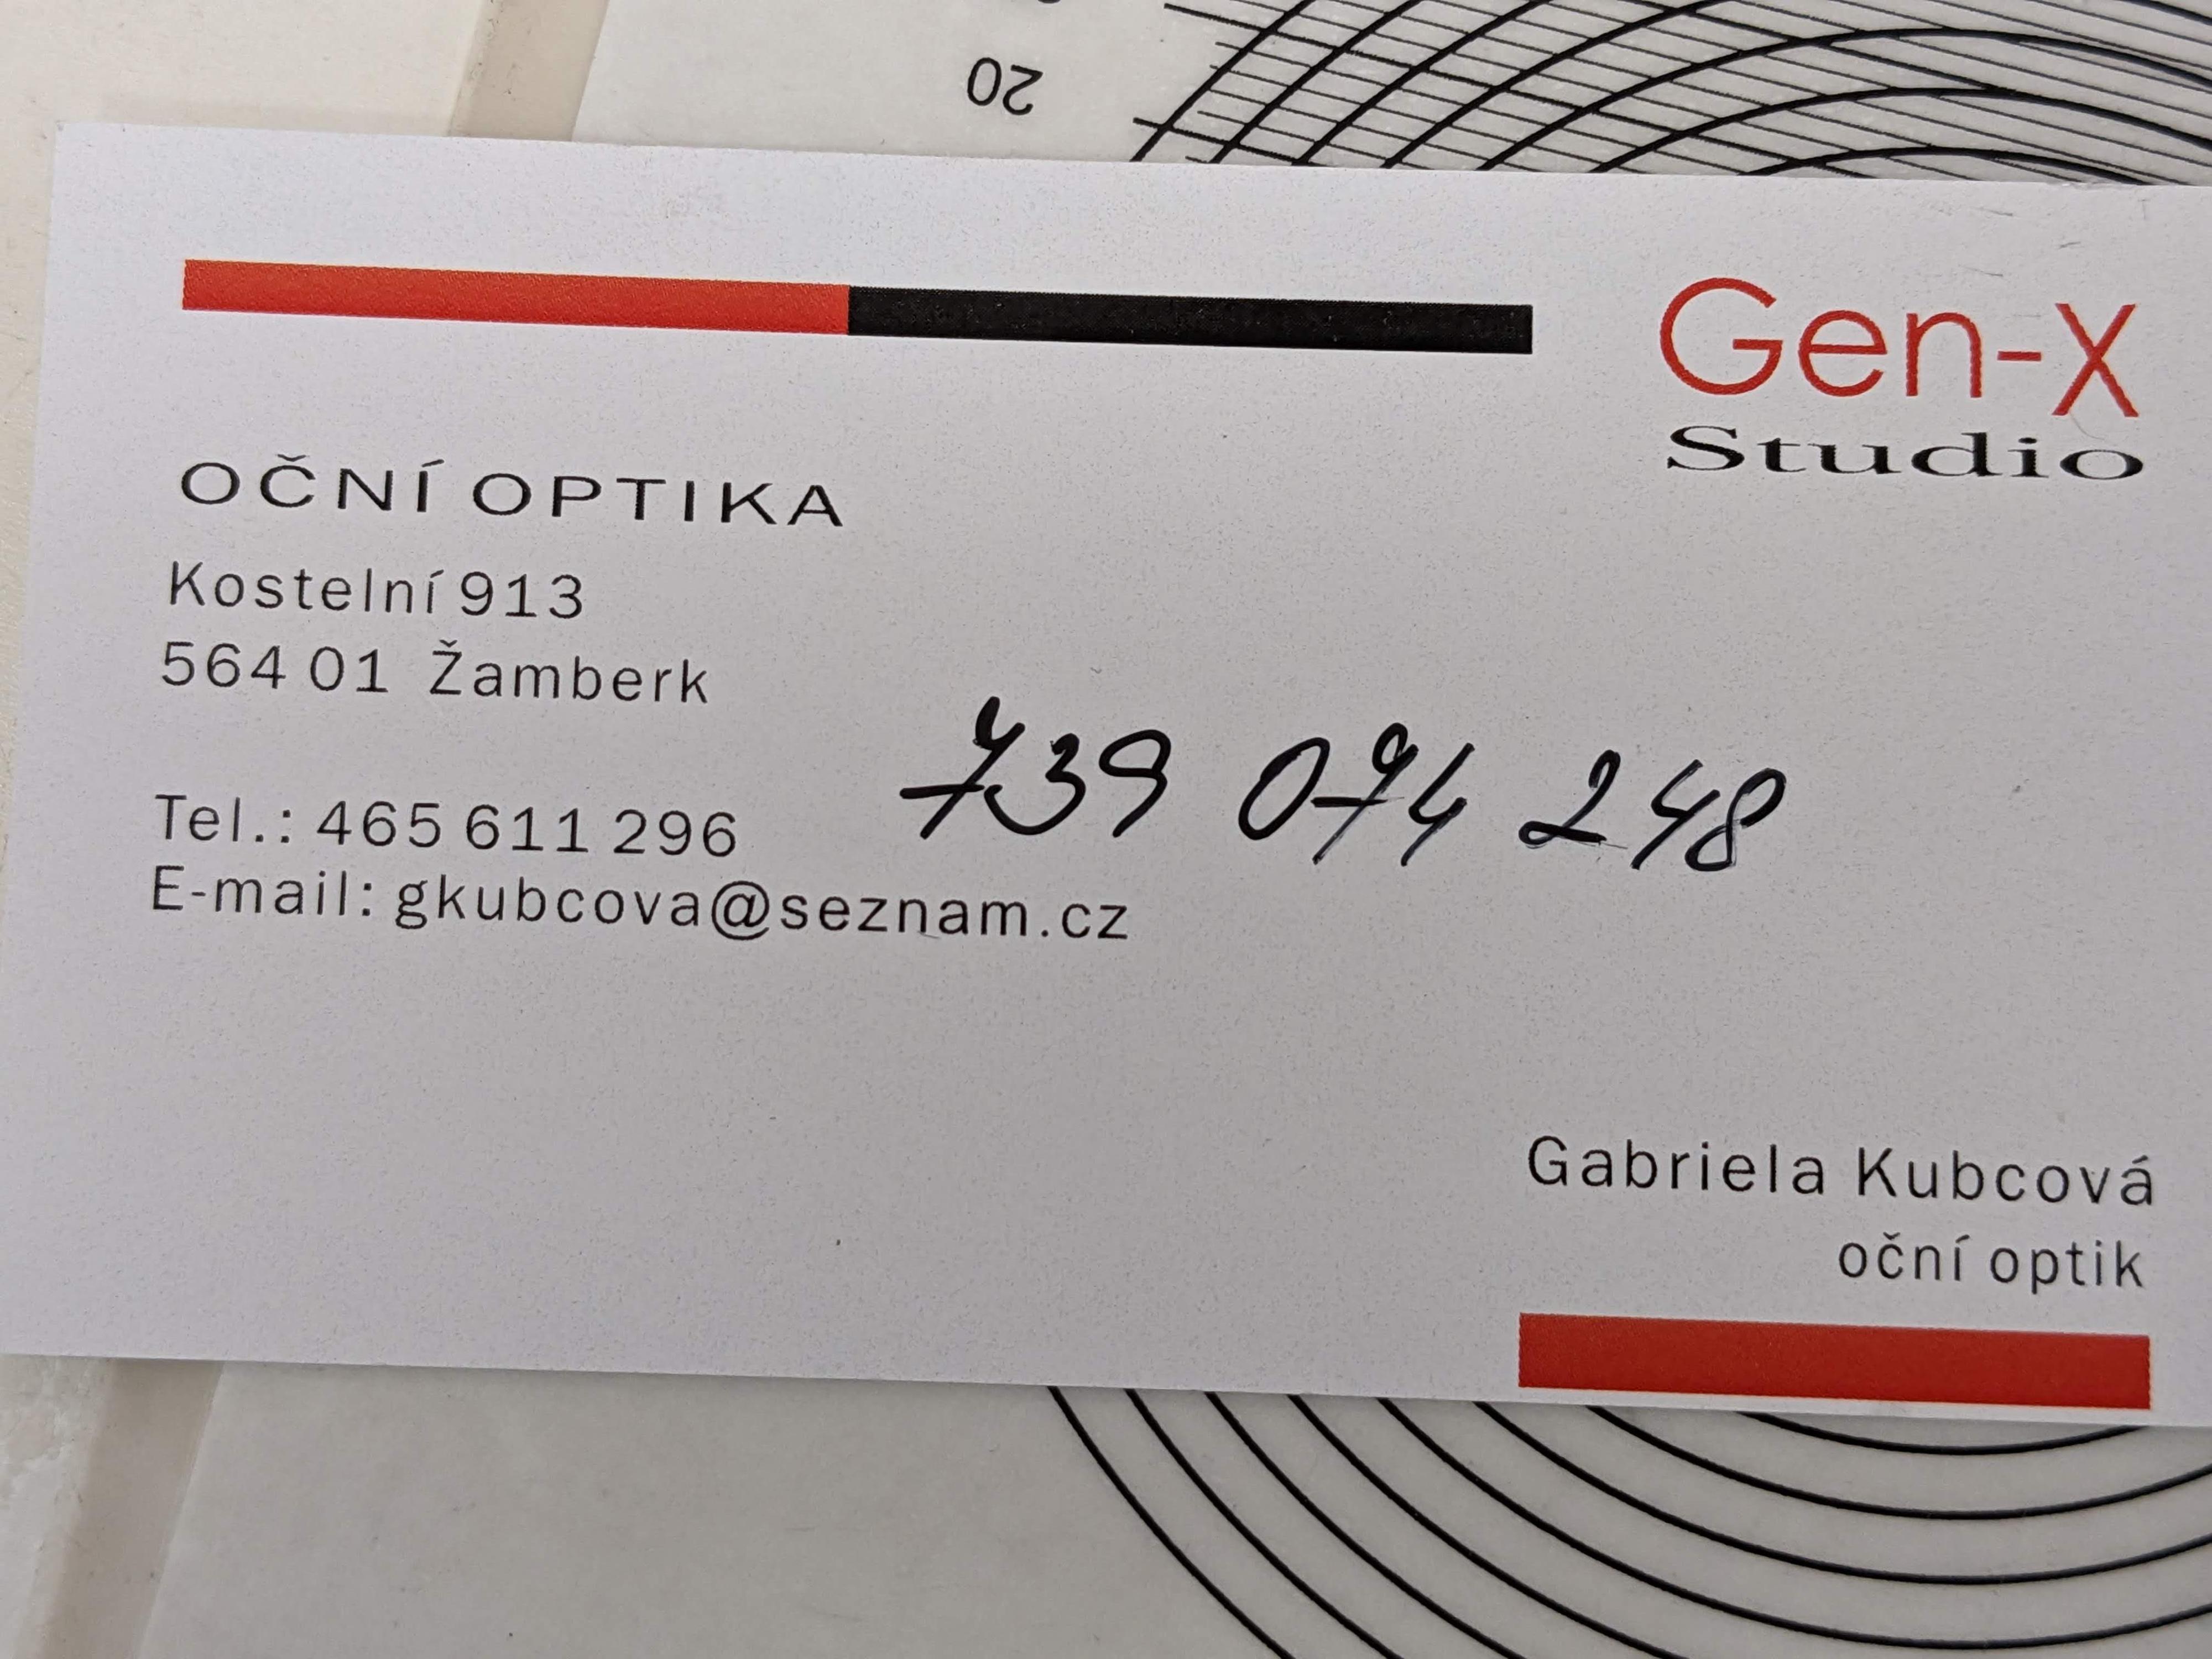 20
Gen-X
Studio
OČNÍ OPTIKA
Kostelní 913
564 01 Žamberk
739 074 248
Tel.: 465 611 296
E-mail: gkubcova@seznam.cz
Gabriela Kubcová
oční optik